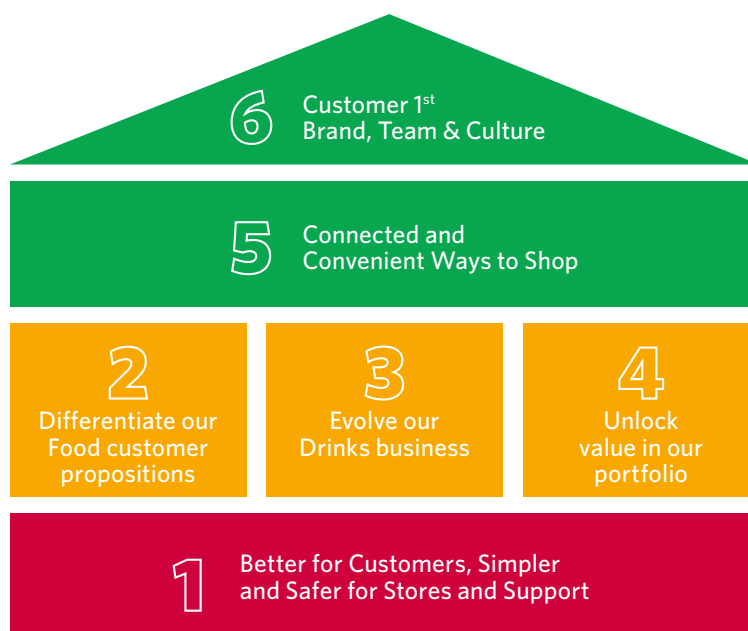 6
Customer 1st
Brand, Team & Culture
5
Connected and
Convenient Ways to Shop
2
Differentiate our
Food customer
propositions
3
Evolve our
Drinks business
4
Unlock
value in our
portfolio
1
Better for Customers, Simpler
and Safer for Stores and Support